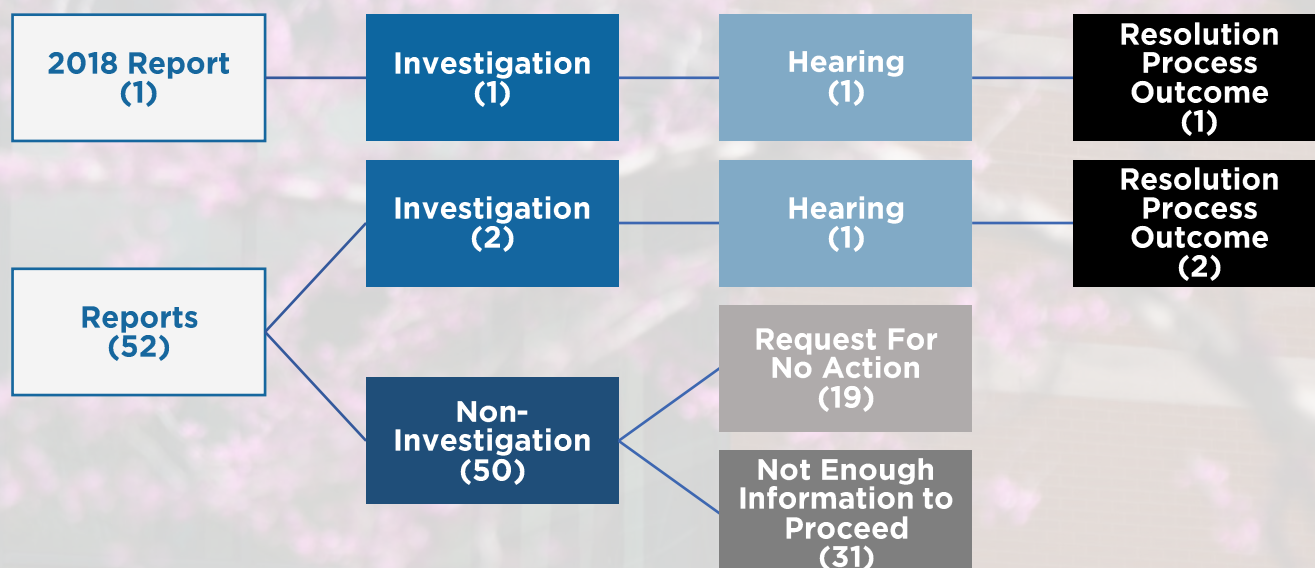 2018 Report
(1)
Investigation
(1)
Hearing
(1)
Resolution
Process
Outcome
(1)
Reports
(52)
Investigation
(2)
Hearing
(1)
Resolution
Process
Outcome
(2)
Non-
Investigation
(50)
Request For
No Action
(19)
Not Enough
Information to
Proceed
(31)